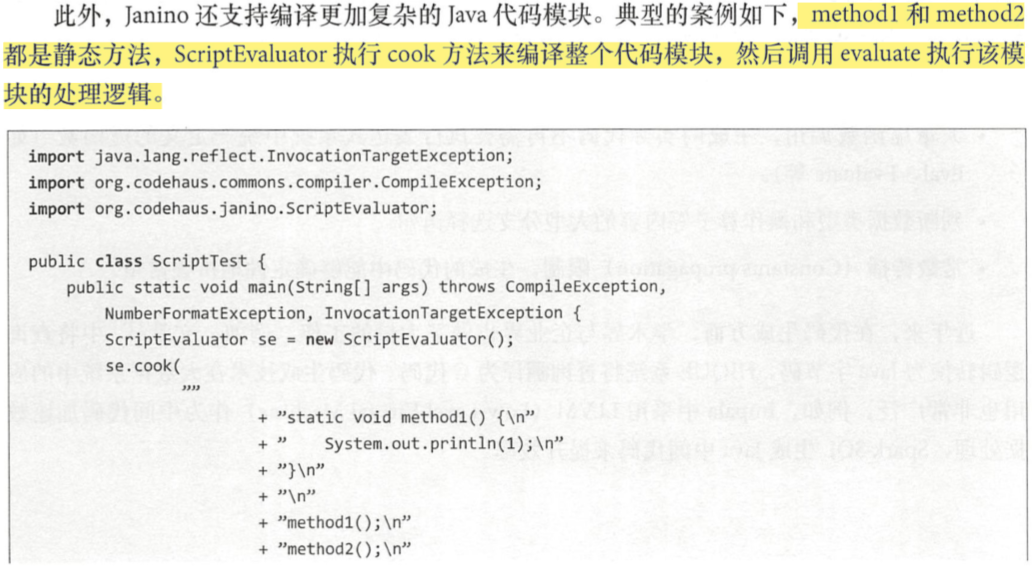 此外，Janino 还支持编译更加复杂的 Java 代码模块。典型的案例如下，method1 和 method2
都是静态方法，ScriptEvaluator 执行 cook 方法来编译整个代码模块，然后调用 evaluate 执行该模
块的处理逻辑。
import java.lang.reflect.InvocationTargetException;
import org.codehaus.commons.compiler.CompileException;
import org.codehaus.janino.ScriptEvaluator;
public class ScriptTest {
public static void main(String[] args) throws CompileException,
NumberFormatException, InvocationTargetException {
ScriptEvaluator se = new ScriptEvaluator();
se.cook(
””
+ ”static void method1() {\n”
+ ”    System.out.println(1);\n”
+ ”}\n”
+ ”\n”
+ ”method1();\n”
+ ”method2();\n”